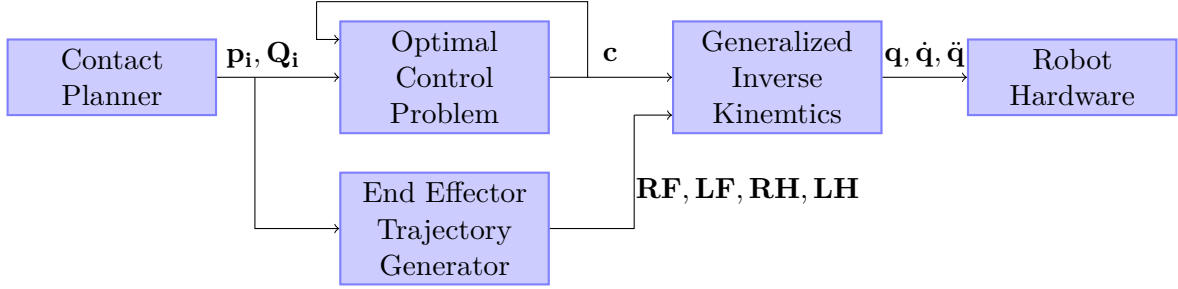 Contact
Planner
p_i, Q_i
Optimal
Control
Problem
c
Generalized
Inverse
Kinemtics
q, q̇, q̈
Robot
Hardware
End Effector
Trajectory
Generator
RF, LF, RH, LH